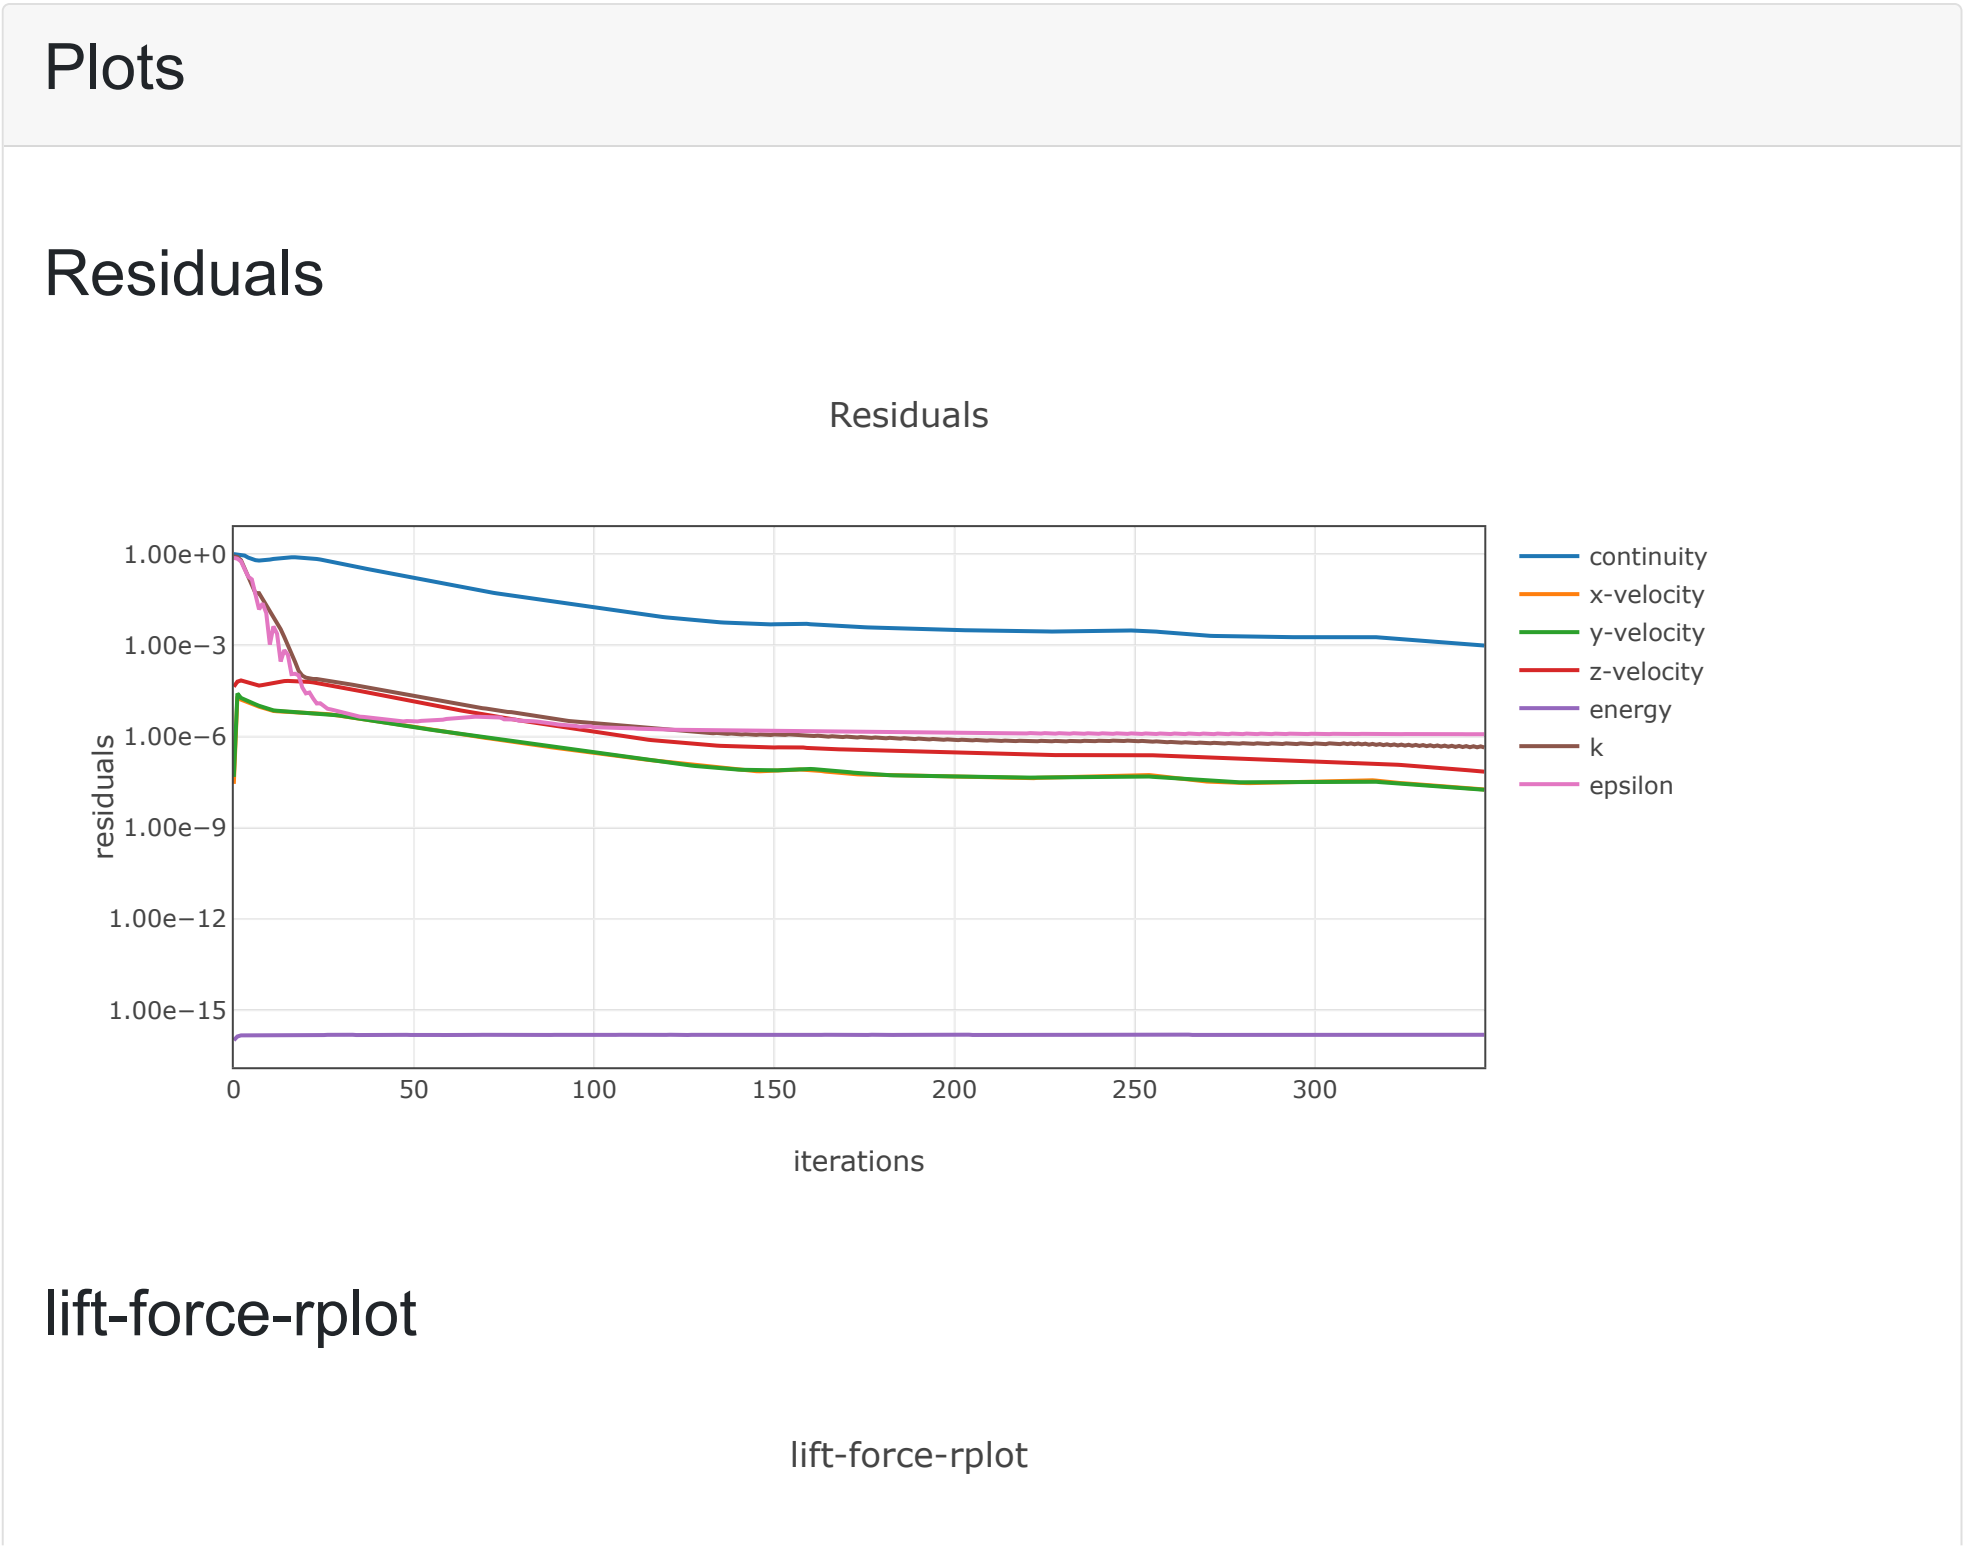 Plots
Residuals
Residuals
1.00e+0
1.00e−3
1.00e−6
1.00e−9
1.00e−12
1.00e−15
residuals
0 50 100 150 200 250 300
iterations
continuity
x-velocity
y-velocity
z-velocity
energy
k
epsilon
lift-force-rplot
lift-force-rplot